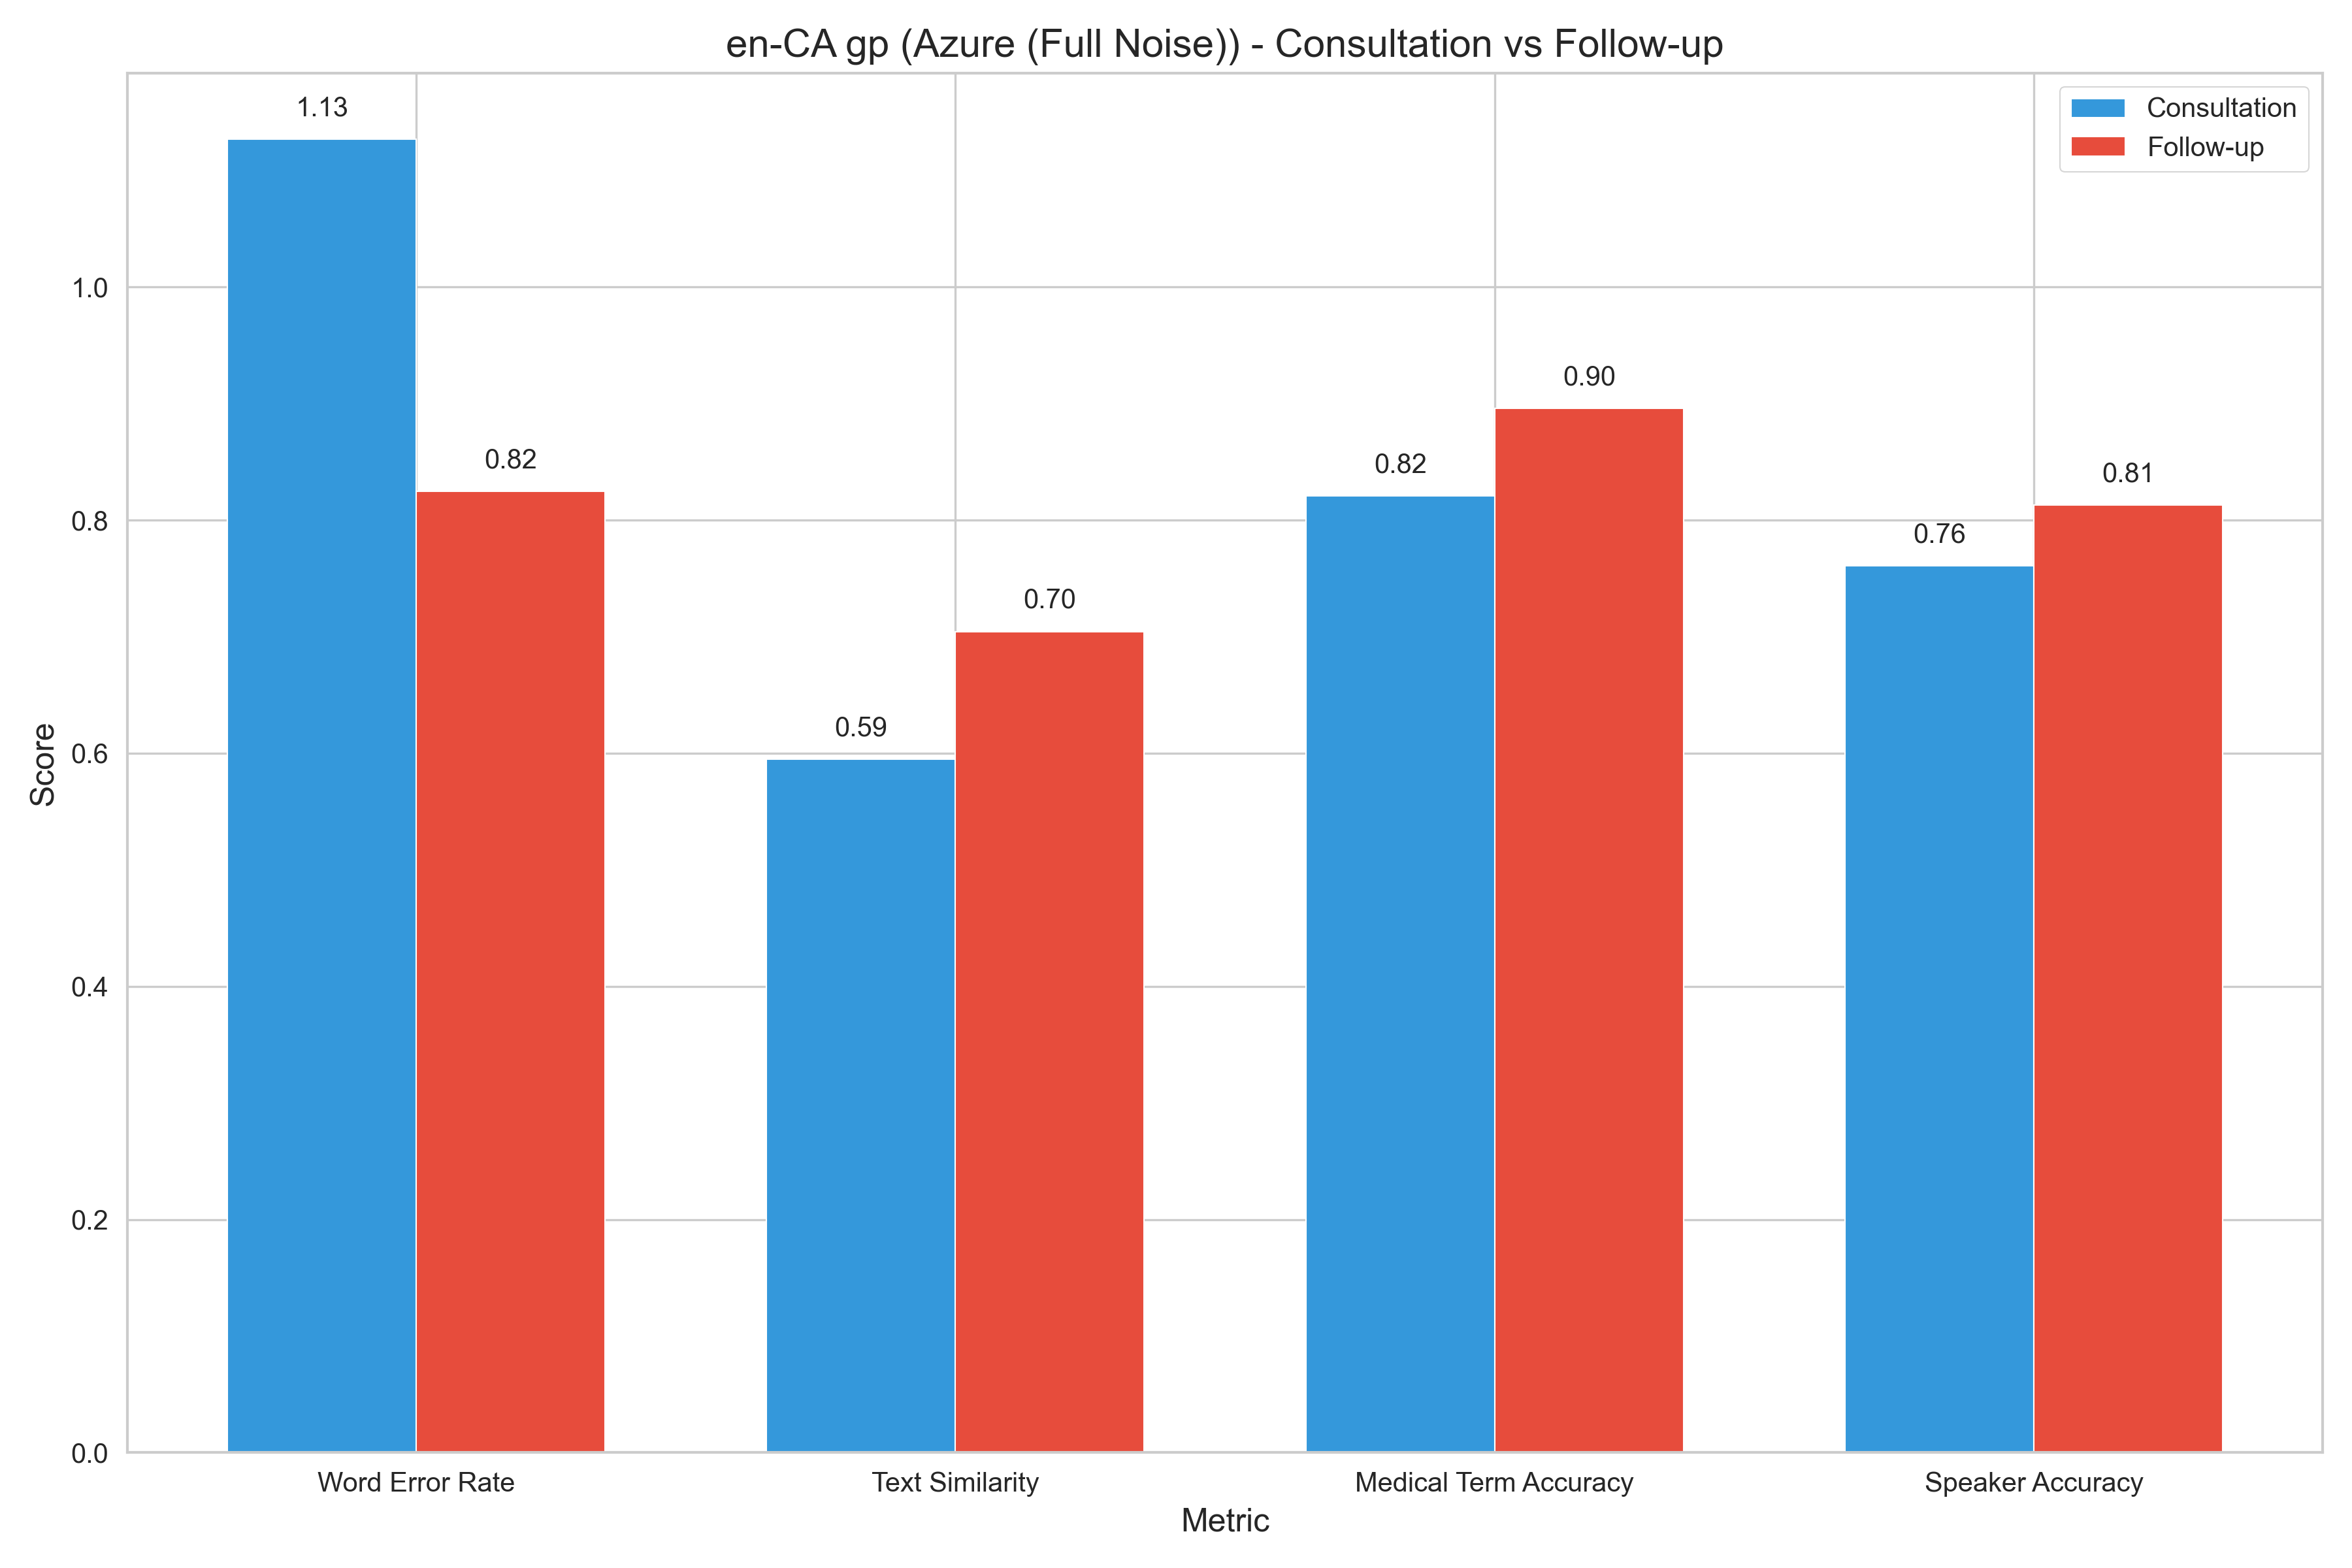 en-CA gp (Azure (Full Noise)) - Consultation vs Follow-up
Consultation
Follow-up
1.13
0.82
0.59
0.70
0.82
0.90
0.76
0.81
1.0
0.8
0.6
0.4
0.2
0.0
Score
Word Error Rate
Text Similarity
Medical Term Accuracy
Speaker Accuracy
Metric